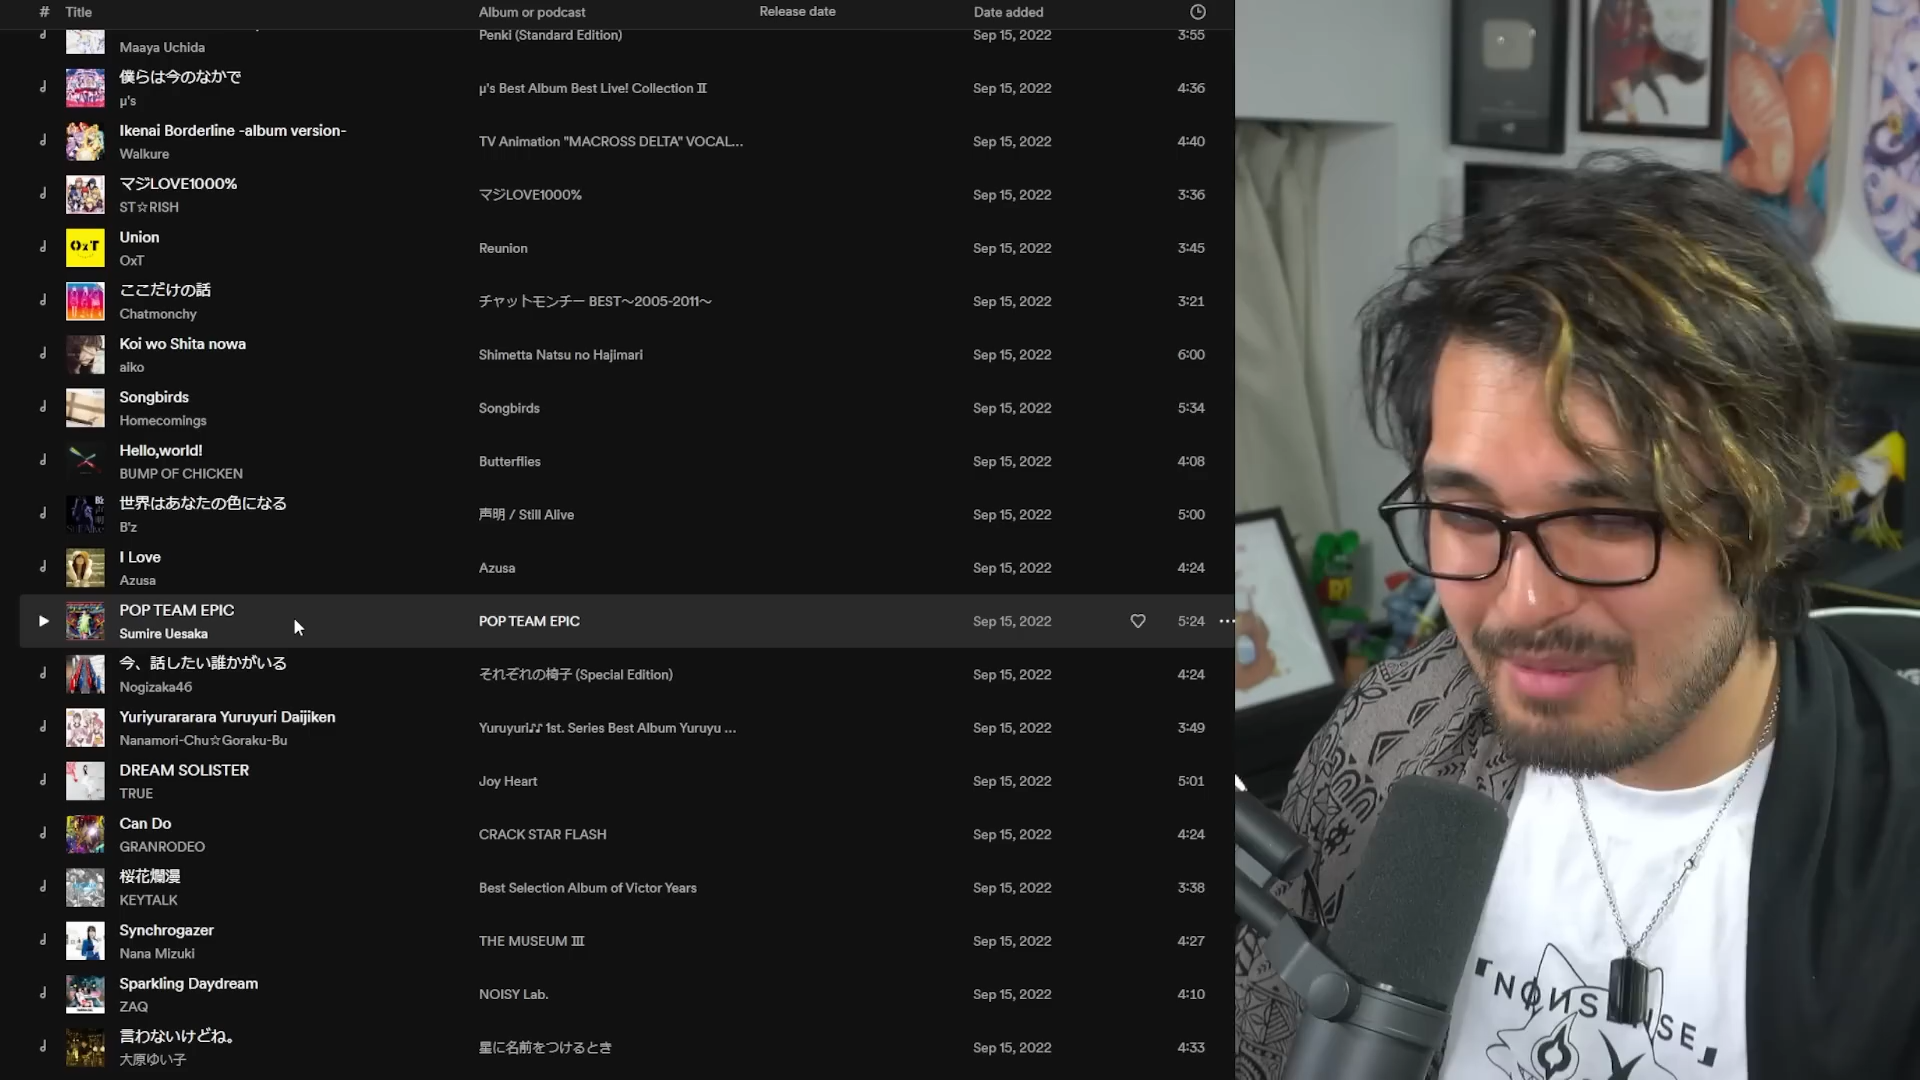 # Title Album or podcast Release date Date added
Maaya Uchida Penki (Standard Edition) Sep 15, 2022 3:55
僕らは今のなかで
μ's
μ's Best Album Best Live! Collection Ⅱ Sep 15, 2022 4:36
Ikenai Borderline -album version-
Walkure
TV Animation "MACROSS DELTA" VOCAL... Sep 15, 2022 4:40
マジLOVE1000%
ST☆RISH
マジLOVE1000% Sep 15, 2022 3:36
OxT
Union
OxT
Reunion Sep 15, 2022 3:45
ここだけの話
Chatmonchy
チャットモンチー BEST〜2005-2011〜 Sep 15, 2022 3:21
Koi wo Shita nowa
aiko
Shimetta Natsu no Hajimari Sep 15, 2022 6:00
Songbirds
Homecomings
Songbirds Sep 15, 2022 5:34
Hello,world!
BUMP OF CHICKEN
Butterflies Sep 15, 2022 4:08
世界はあなたの色になる
B'z
声明 / Still Alive Sep 15, 2022 5:00
I Love
Azusa
Azusa Sep 15, 2022 4:24
POP TEAM EPIC
Sumire Uesaka
POP TEAM EPIC Sep 15, 2022 5:24
今、話したい誰かがいる
Nogizaka46
それぞれの椅子 (Special Edition) Sep 15, 2022 4:24
Yuriyurararara Yuruyuri Daijiken
Nanamori-Chu☆Goraku-Bu
Yuruyuri♪♪ 1st. Series Best Album Yuruyu ... Sep 15, 2022 3:49
DREAM SOLISTER
TRUE
Joy Heart Sep 15, 2022 5:01
Can Do
GRANRODEO
CRACK STAR FLASH Sep 15, 2022 4:24
桜花爛漫
KEYTALK
Best Selection Album of Victor Years Sep 15, 2022 3:38
Synchrogazer
Nana Mizuki
THE MUSEUM Ⅲ Sep 15, 2022 4:27
Sparkling Daydream
ZAQ
NOISY Lab. Sep 15, 2022 4:10
言わないけどね。
大原ゆい子
星に名前をつけるとき Sep 15, 2022 4:33